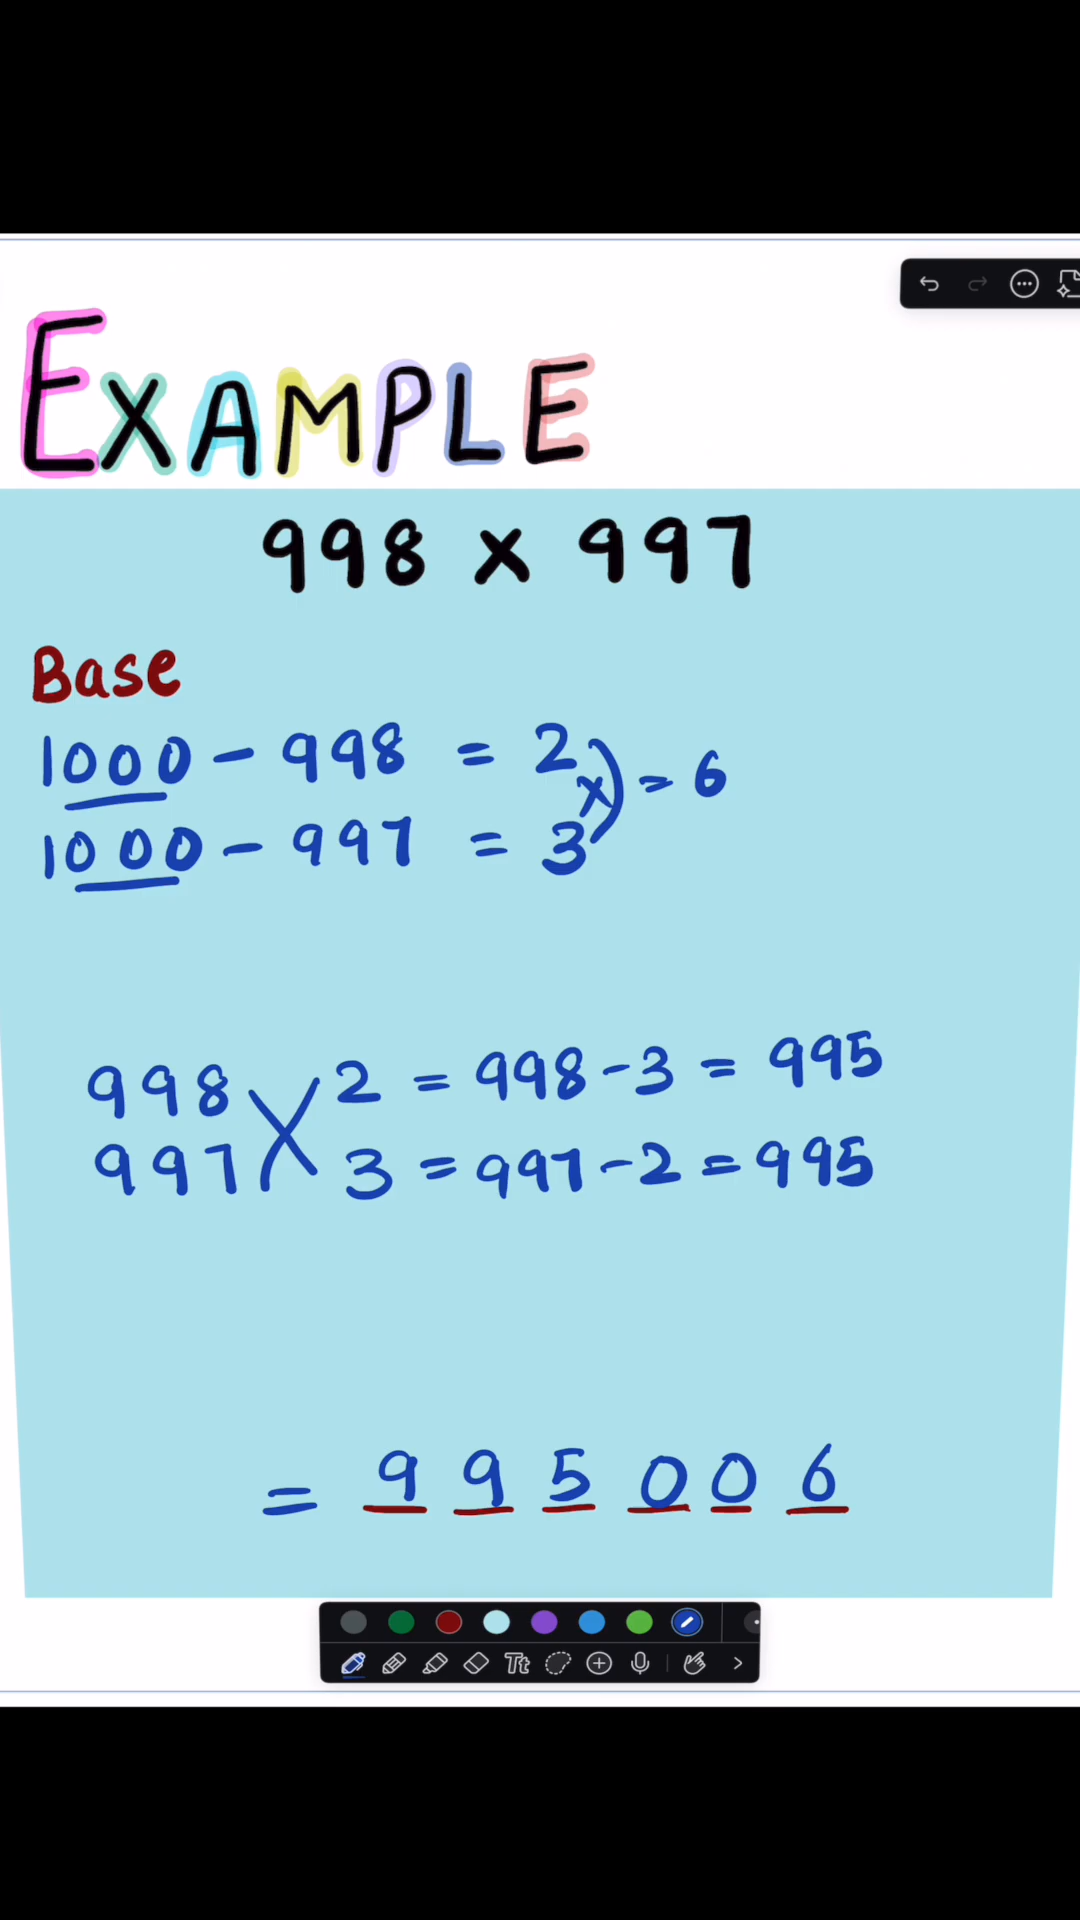 EXAMPLE
998 x 997
Base
1000 - 998 = 2
x) = 6
1000 - 997 = 3
998 2 = 998 - 3 = 995
X
997 3 = 997 - 2 = 995
= 9 9 5 0 0 6
Tt